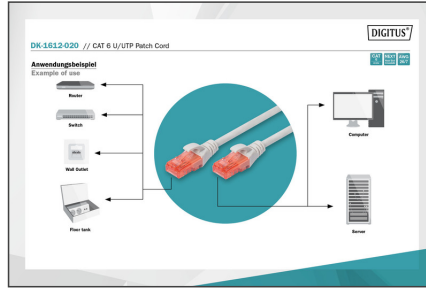 DIGITUS®
DK-1612-020 // CAT 6 U/UTP Patch Cord
Anwendungsbeispiel
Example of use
Router
Switch
Wall Outlet
Floor tank
Computer
Server